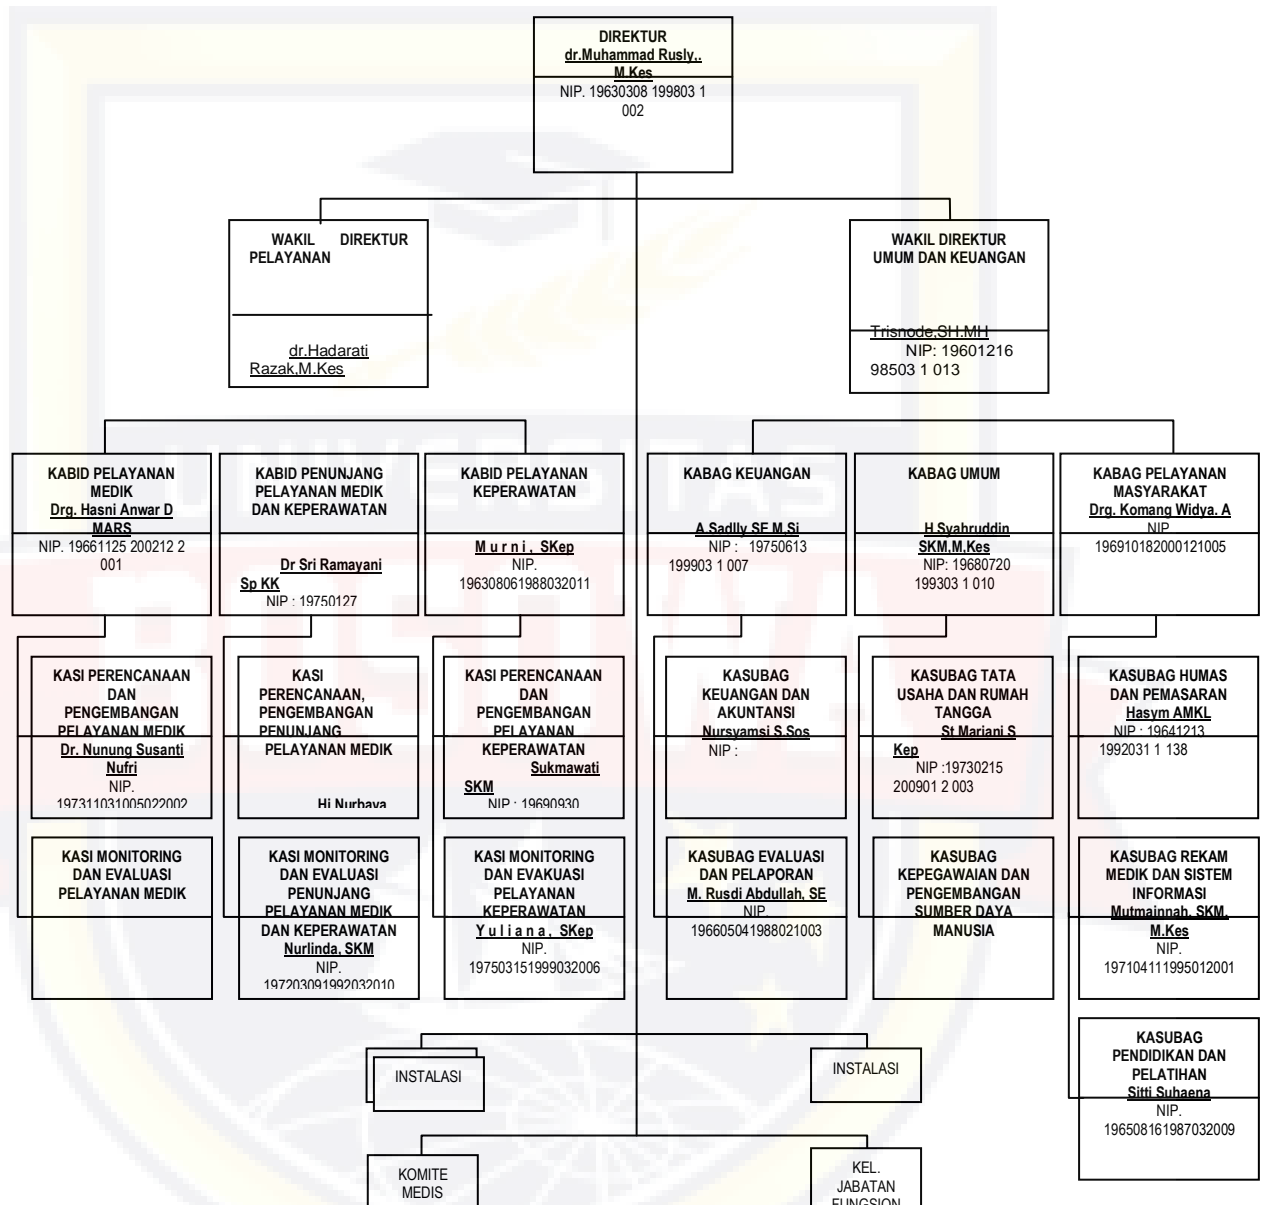 DIREKTUR
dr.Muhammad Rusly,.
M.Kes
NIP. 19630308 199803 1
002
WAKIL DIREKTUR
PELAYANAN
dr.Hadarati
Razak,M.Kes
WAKIL DIREKTUR
UMUM DAN KEUANGAN
Trisnode,SH.MH
NIP: 19601216
98503 1 013
UNIVERSITAS
BOSOWA
KABID PELAYANAN
MEDIK
Drg. Hasni Anwar D
MARS
NIP. 19661125 200212 2
001
KABID PENUNJANG
PELAYANAN MEDIK
DAN KEPERAWATAN
Dr Sri Ramayani
Sp KK
NIP : 19750127
KABID PELAYANAN
KEPERAWATAN
M u r n i , SKep
NIP.
196308061988032011
KABAG KEUANGAN
A.Sadlly SE.M,Si
NIP : 19750613
199903 1 007
KABAG UMUM
H.Syahruddin
SKM,M,Kes
NIP: 19680720
199303 1 010
KABAG PELAYANAN
MASYARAKAT
Drg. Komang Widya. A
NIP.
196910182000121005
KASI PERENCANAAN
DAN
PENGEMBANGAN
PELAYANAN MEDIK
Dr. Nunung Susanti
Nufri
NIP.
197311031005022002
KASI
PERENCANAAN,
PENGEMBANGAN
PENUNJANG
PELAYANAN MEDIK
Hj Nurbaya
KASI PERENCANAAN
DAN
PENGEMBANGAN
PELAYANAN
KEPERAWATAN
Sukmawati
SKM
NIP : 19690930
KASUBAG
KEUANGAN DAN
AKUNTANSI
Nursyamsi S.Sos
NIP :
KASUBAG TATA
USAHA DAN RUMAH
TANGGA
St Mariani S
Kep
NIP :19730215
200901 2 003
KASUBAG HUMAS
DAN PEMASARAN
Hasym AMKL
NIP : 19641213
1992031 1 138
KASI MONITORING
DAN EVALUASI
PELAYANAN MEDIK
KASI MONITORING
DAN EVALUASI
PENUNJANG
PELAYANAN MEDIK
DAN KEPERAWATAN
Nurlinda, SKM
NIP.
197203091992032010
KASI MONITORING
DAN EVAKUASI
PELAYANAN
KEPERAWATAN
Y u l i a n a , SKep
NIP.
197503151999032006
KASUBAG EVALUASI
DAN PELAPORAN
M. Rusdi Abdullah, SE
NIP.
196605041988021003
KASUBAG
KEPEGAWAIAN DAN
PENGEMBANGAN
SUMBER DAYA
MANUSIA
KASUBAG REKAM
MEDIK DAN SISTEM
INFORMASI
Mutmainnah, SKM,
M.Kes
NIP.
197104111995012001
KASUBAG
PENDIDIKAN DAN
PELATIHAN
Sitti Suhaena
NIP.
196508161987032009
INSTALASI
INSTALASI
KOMITE
MEDIS
KEL.
JABATAN
FUNGSION